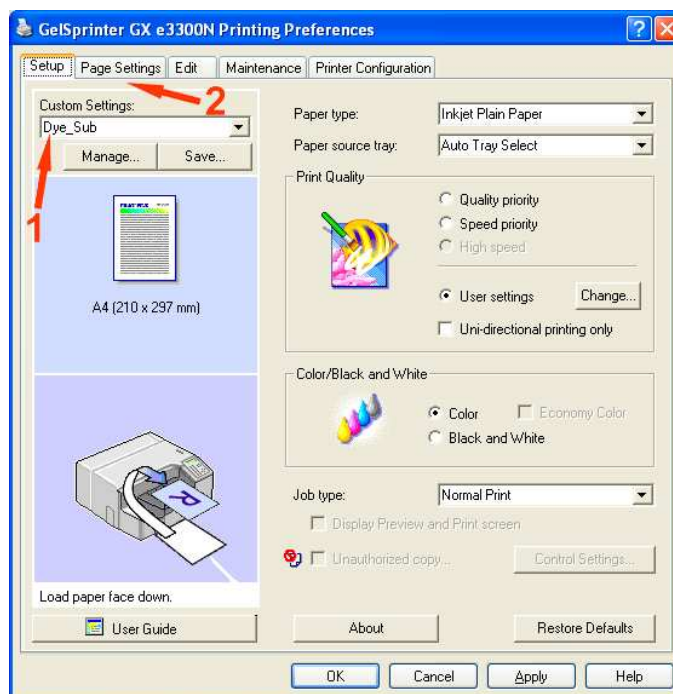 GelSprinter GX e3300N Printing Preferences
Setup Page Settings Edit Maintenance Printer Configuration
2
Custom Settings:
Dye_Sub
Manage... Save...
1
A4 (210 x 297 mm)
Load paper face down.
User Guide
Paper type: Inkjet Plain Paper
Paper source tray: Auto Tray Select
Print Quality
Quality priority
Speed priority
High speed
User settings Change...
Uni-directional printing only
Color/Black and White
Color Economy Color
Black and White
Job type: Normal Print
Display Preview and Print screen
Unauthorized copy... Control Settings...
About Restore Defaults
OK Cancel Apply Help